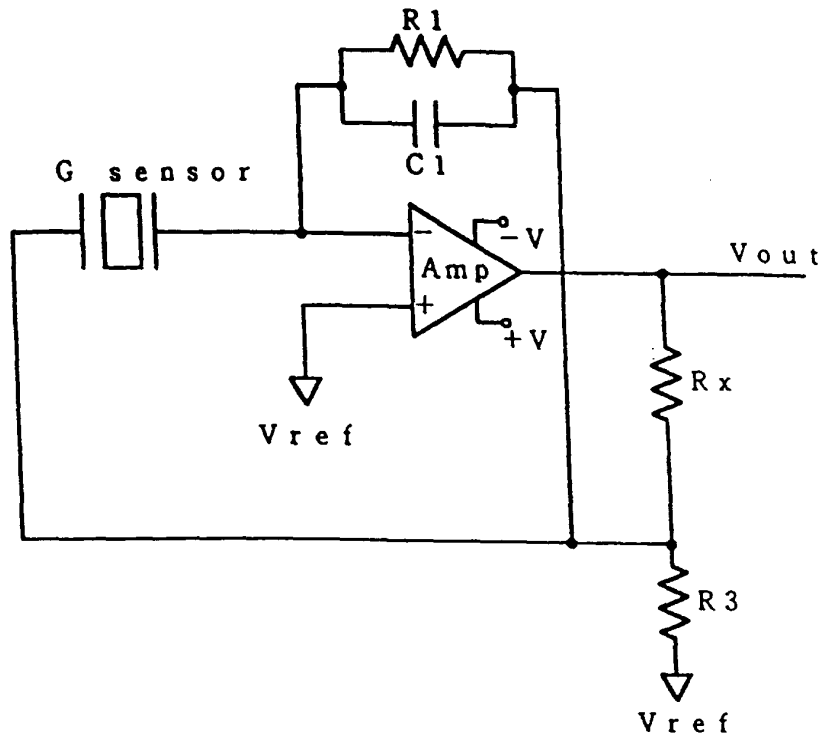 R1
C1
G sensor
-
-V
Amp
+
+V
Vout
Vref
Rx
R3
Vref